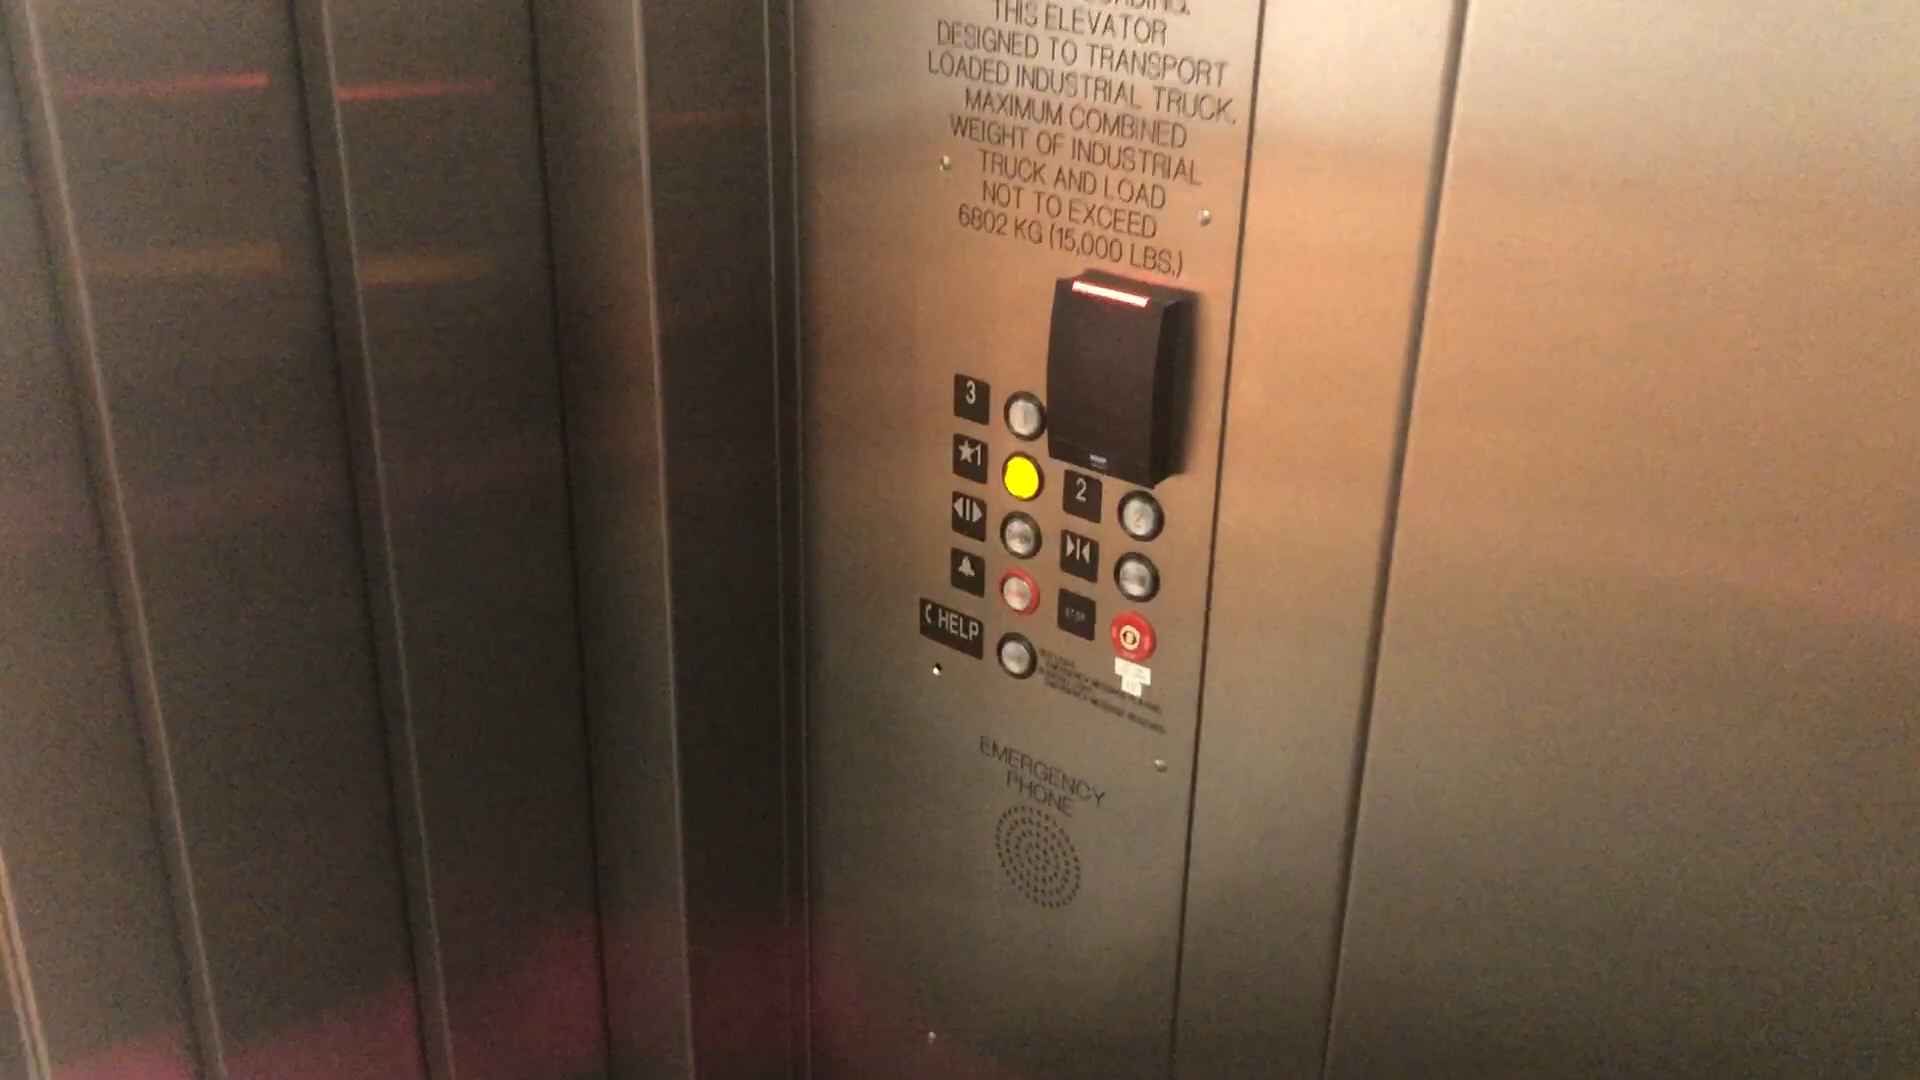 THIS ELEVATOR
DESIGNED TO TRANSPORT
LOADED INDUSTRIAL TRUCK.
MAXIMUM COMBINED
WEIGHT OF INDUSTRIAL
TRUCK AND LOAD
NOT TO EXCEED
6802 KG (15,000 LBS.)
3
★1
2
STOP
HELP
EMERGENCY
PHONE